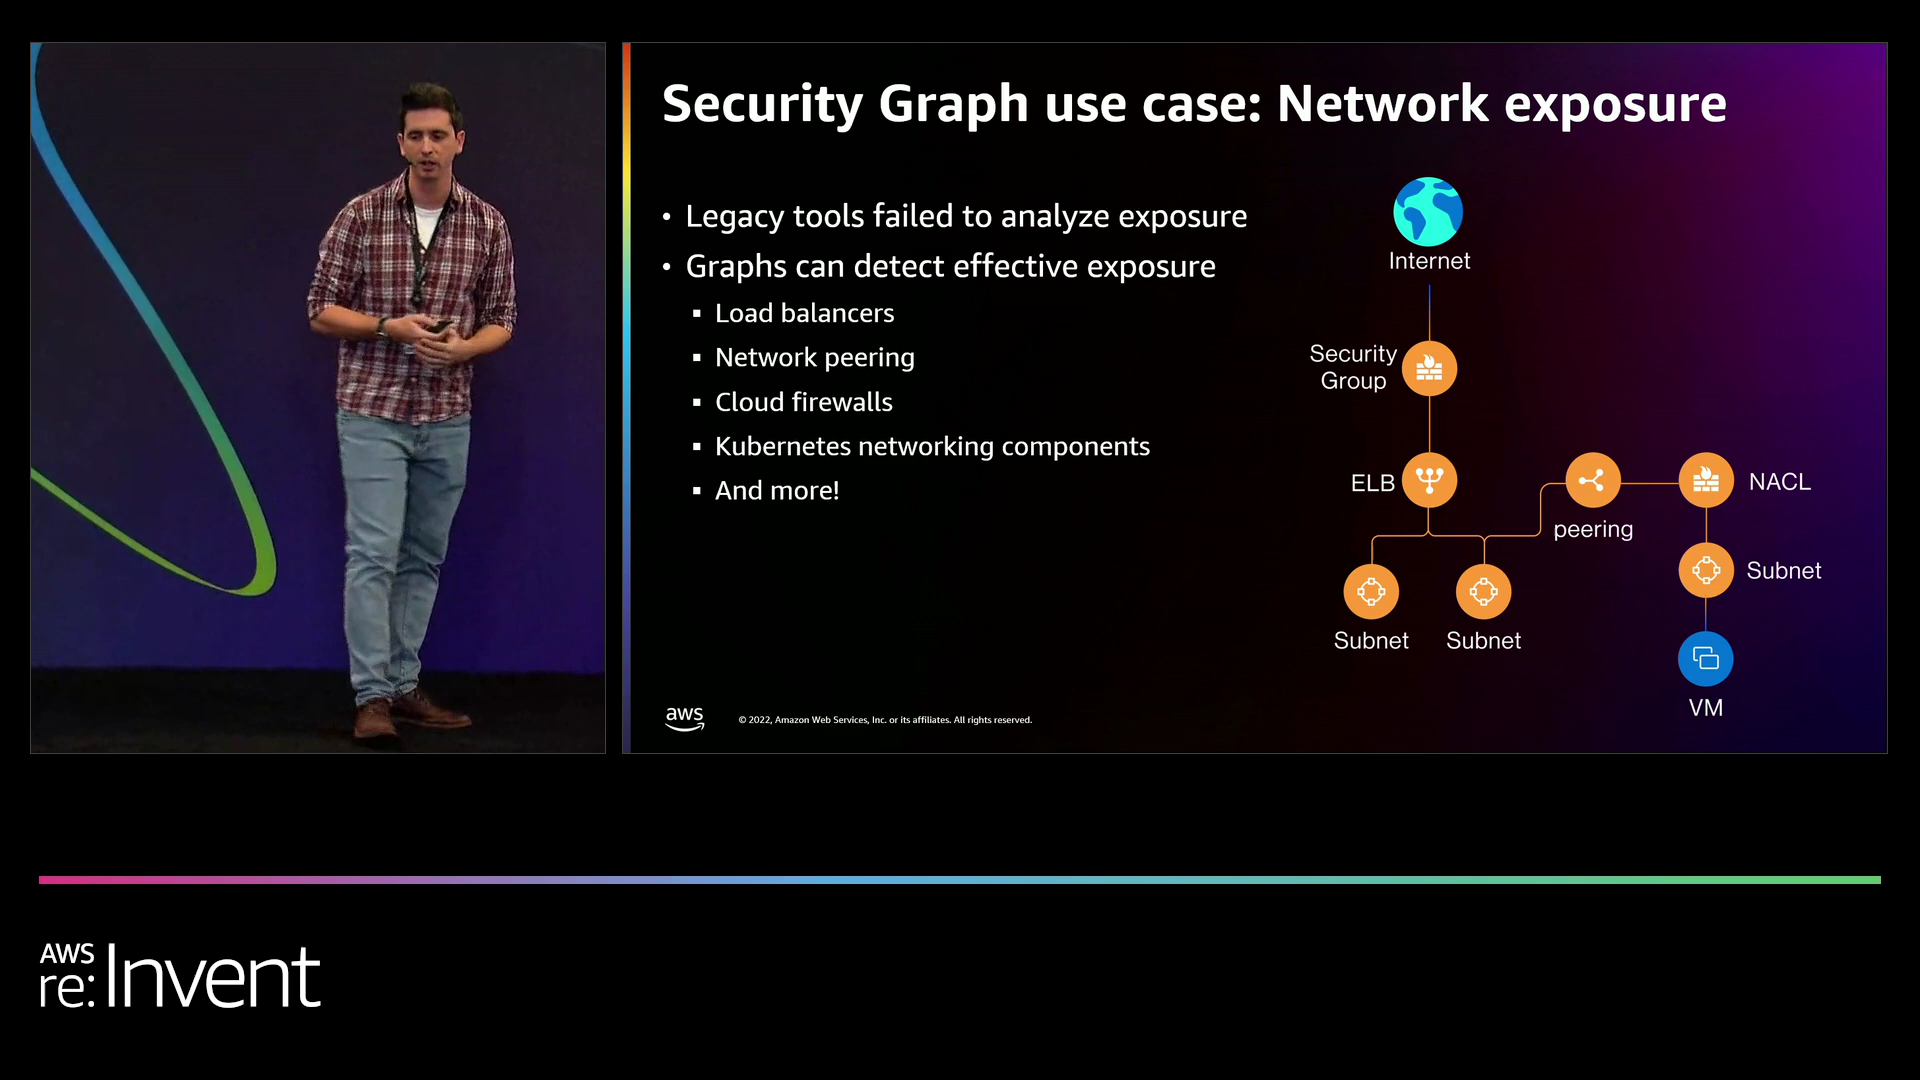 Security Graph use case: Network exposure
• Legacy tools failed to analyze exposure
• Graphs can detect effective exposure
▪ Load balancers
▪ Network peering
▪ Cloud firewalls
▪ Kubernetes networking components
▪ And more!
Internet
Security
Group
ELB
peering
NACL
Subnet
Subnet
Subnet
VM
aws
© 2022, Amazon Web Services, Inc. or its affiliates. All rights reserved.
AWS
re:Invent